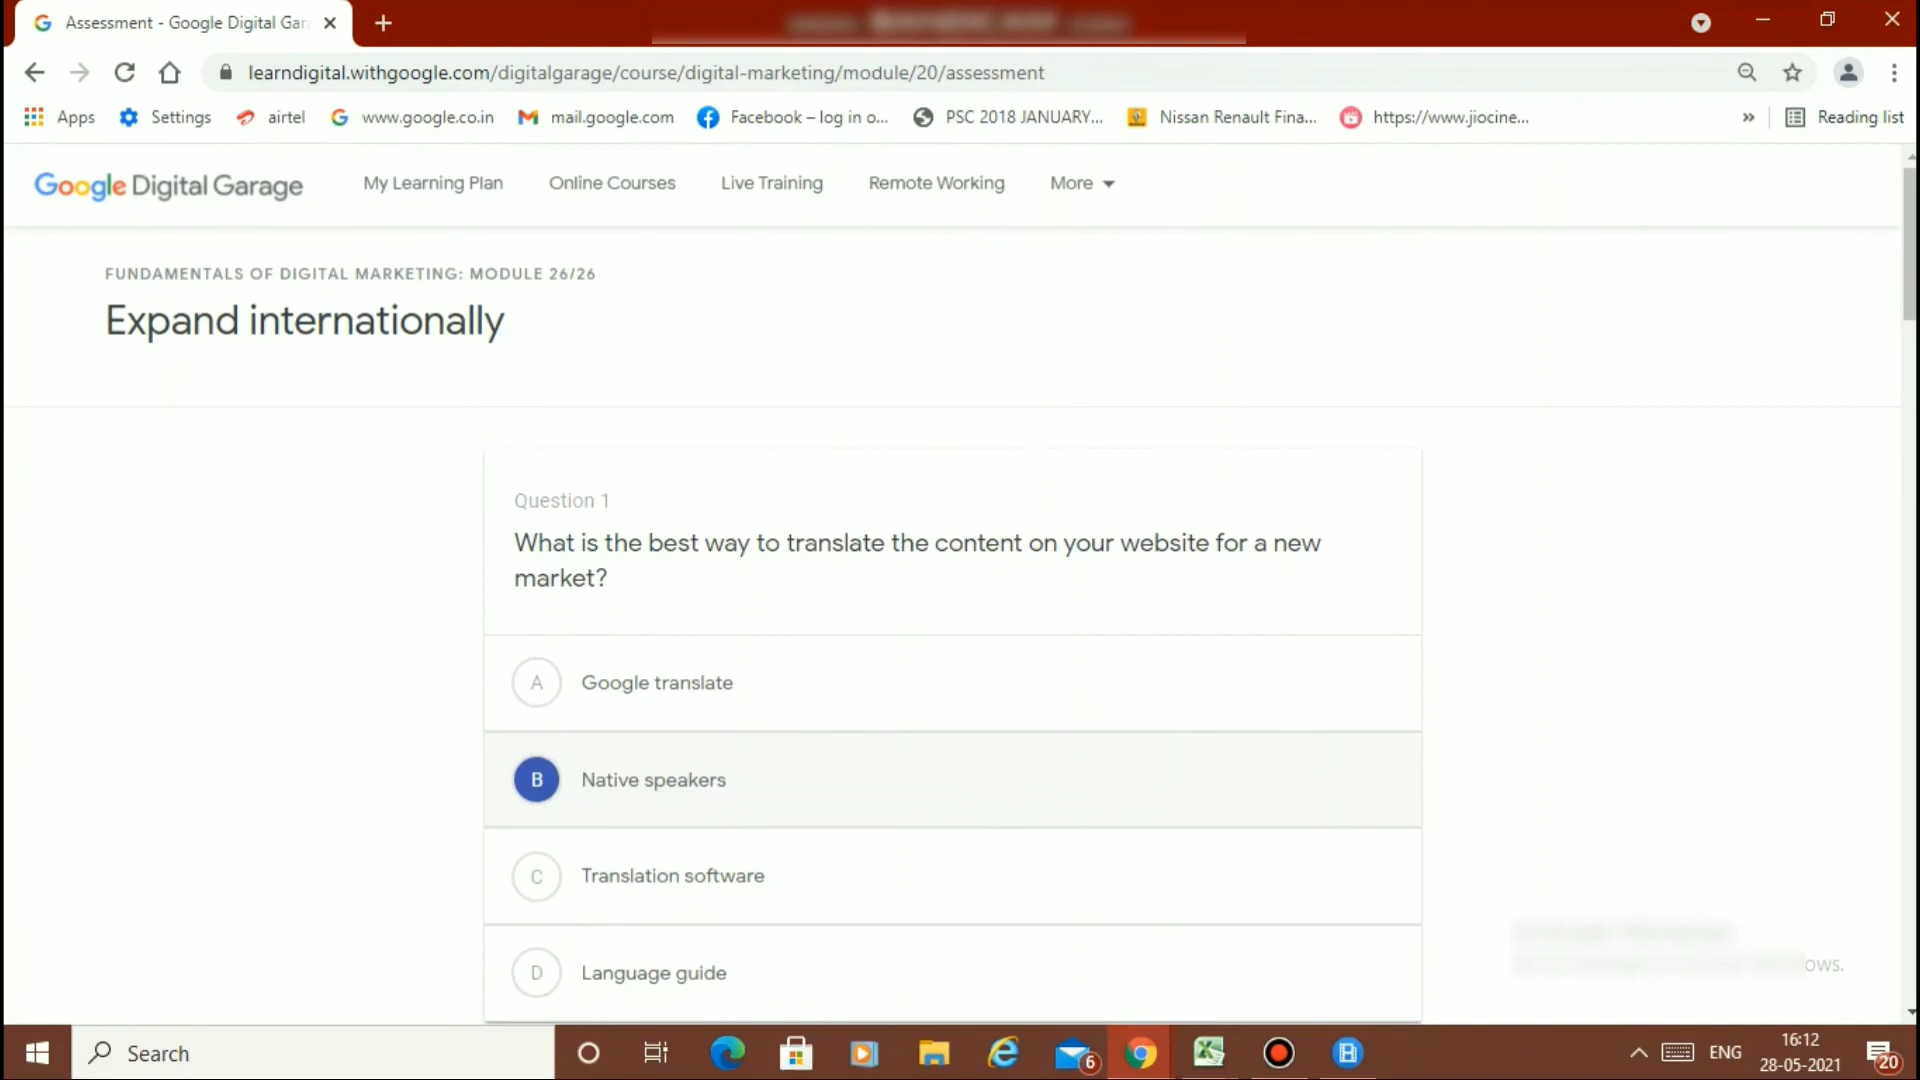 Assessment - Google Digital Gar
learndigital.withgoogle.com/digitalgarage/course/digital-marketing/module/20/assessment
Apps Settings airtel www.google.co.in mail.google.com Facebook – log in o... PSC 2018 JANUARY... Nissan Renault Fina... https://www.jiocine... » Reading list
Google Digital Garage My Learning Plan Online Courses Live Training Remote Working More
FUNDAMENTALS OF DIGITAL MARKETING: MODULE 26/26
Expand internationally
Question 1
What is the best way to translate the content on your website for a new
market?
A Google translate
B Native speakers
C Translation software
D Language guide
ows.
Search 6 ENG 16:12
28-05-2021 20